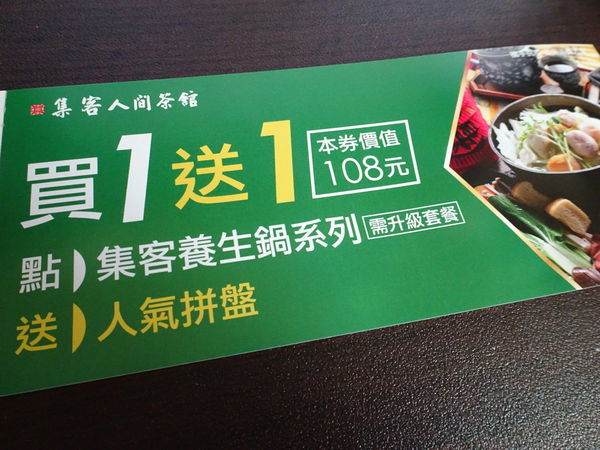 集客人間茶館
買1送1
本券價值
108元
點 集客養生鍋系列 需升級套餐
送 人氣拼盤